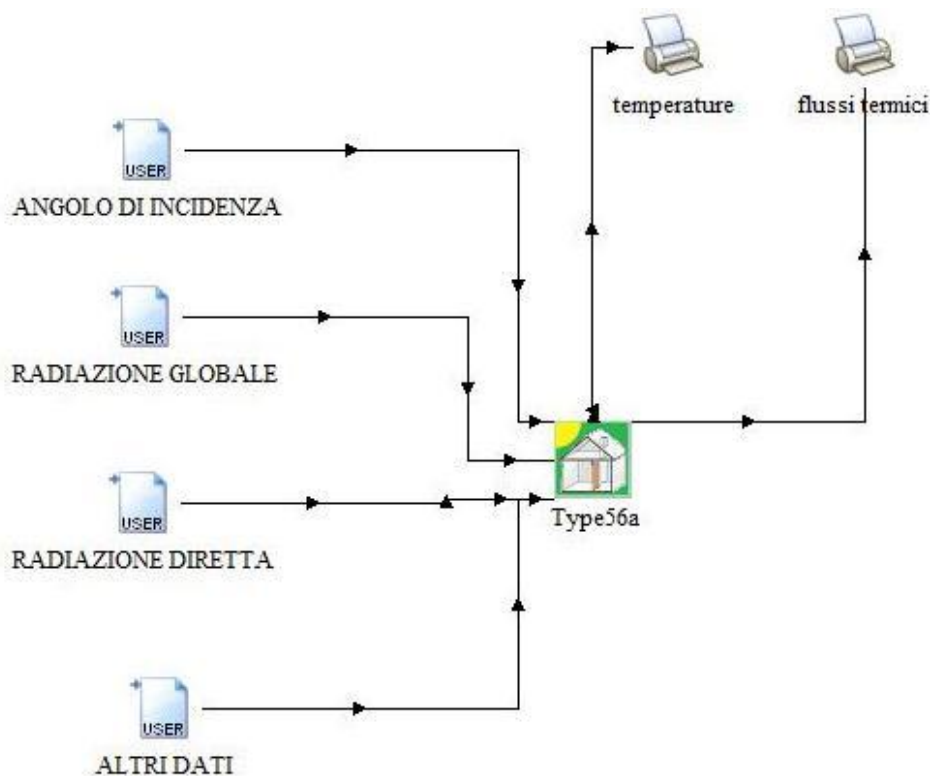 temperature
flussi termici
USER
ANGOLO DI INCIDENZA
USER
RADIAZIONE GLOBALE
USER
RADIAZIONE DIRETTA
Type56a
USER
ALTRI DATI